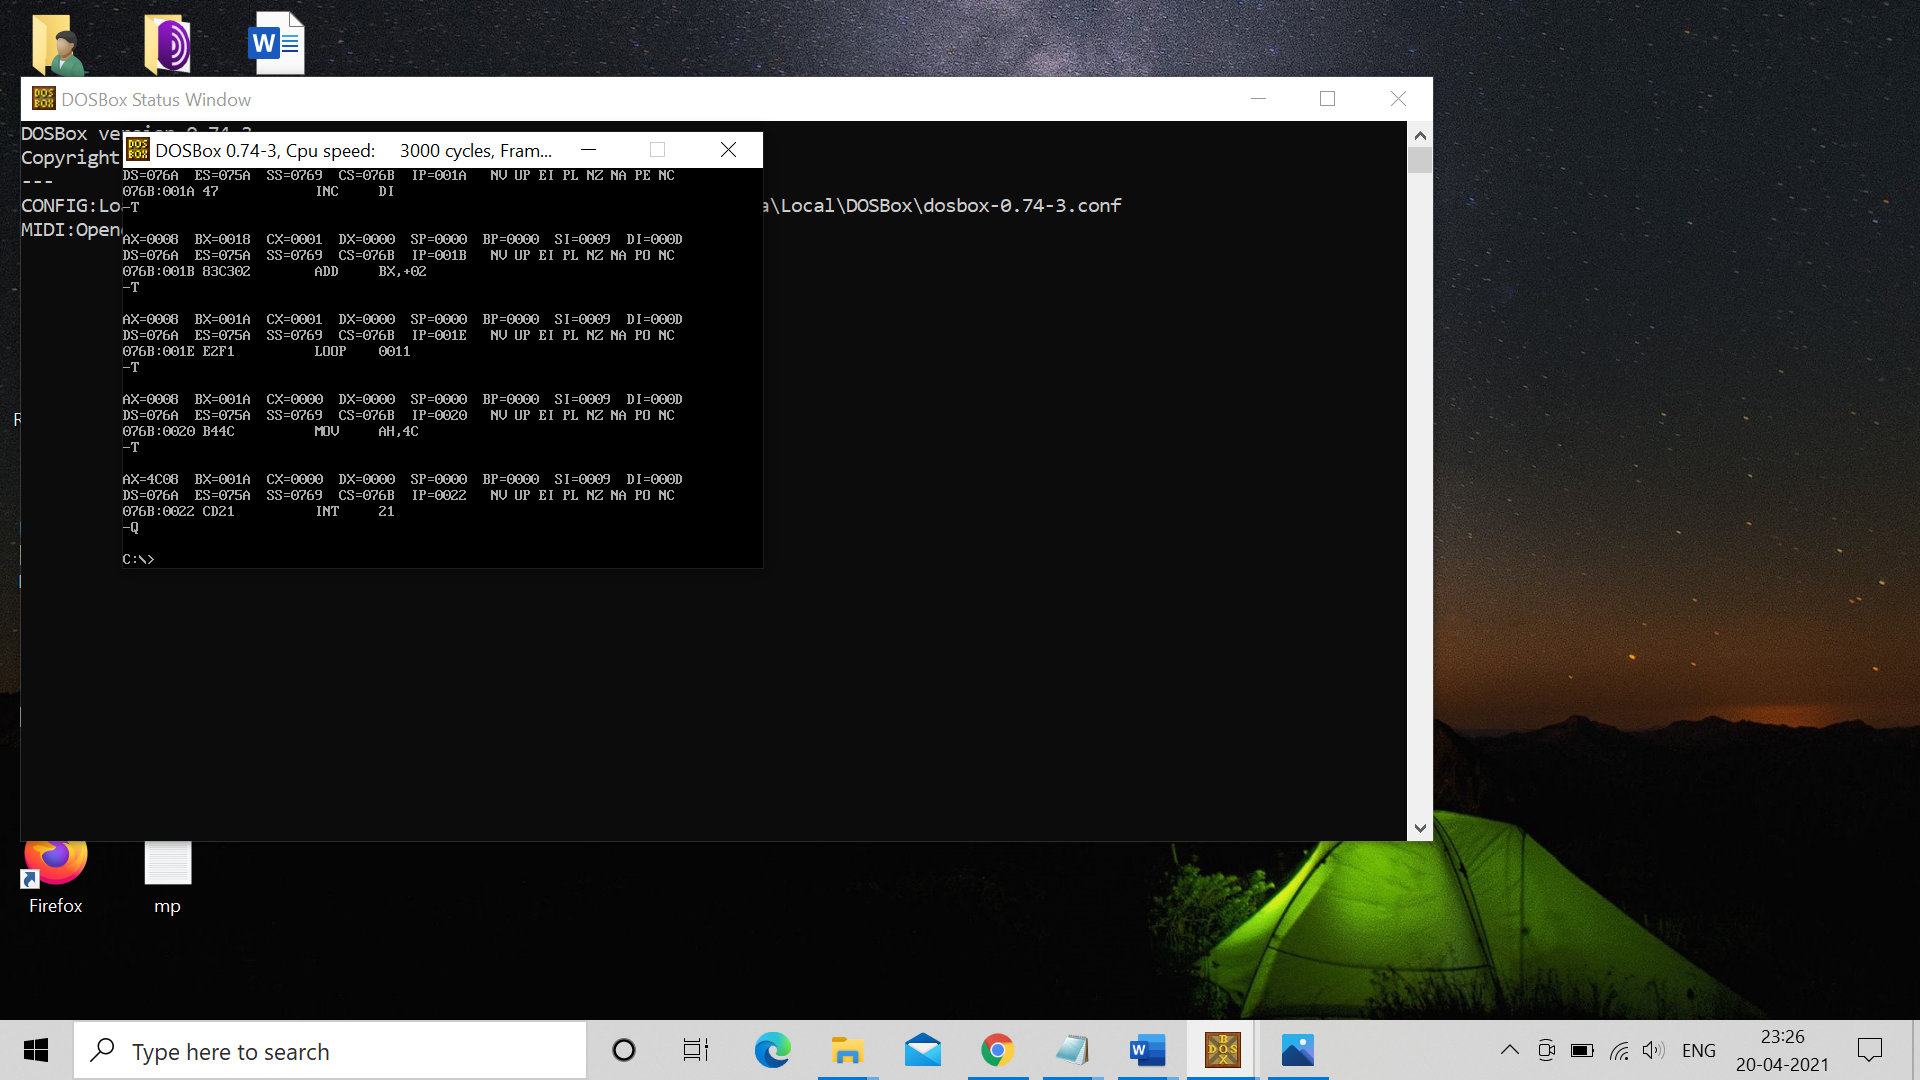 DOSBox Status Window
DOSBox version 0.74-3
Copyright
---
CONFIG:Lo
a\Local\DOSBox\dosbox-0.74-3.conf
MIDI:Open
DOSBox 0.74-3, Cpu speed: 3000 cycles, Fram...
DS=076A ES=075A SS=0769 CS=076B IP=001A NV UP EI PL NZ NA PE NC
076B:001A 47 INC DI
-T
AX=0008 BX=0018 CX=0001 DX=0000 SP=0000 BP=0000 SI=0009 DI=000D
DS=076A ES=075A SS=0769 CS=076B IP=001B NV UP EI PL NZ NA PO NC
076B:001B 83C302 ADD BX,+02
-T
AX=0008 BX=001A CX=0001 DX=0000 SP=0000 BP=0000 SI=0009 DI=000D
DS=076A ES=075A SS=0769 CS=076B IP=001E NV UP EI PL NZ NA PO NC
076B:001E E2F1 LOOP 0011
-T
AX=0008 BX=001A CX=0000 DX=0000 SP=0000 BP=0000 SI=0009 DI=000D
DS=076A ES=075A SS=0769 CS=076B IP=0020 NV UP EI PL NZ NA PO NC
076B:0020 B44C MOV AH,4C
-T
AX=4C08 BX=001A CX=0000 DX=0000 SP=0000 BP=0000 SI=0009 DI=000D
DS=076A ES=075A SS=0769 CS=076B IP=0022 NV UP EI PL NZ NA PO NC
076B:0022 CD21 INT 21
-Q
C:\>
R
Firefox
mp
Type here to search
ENG
23:26
20-04-2021